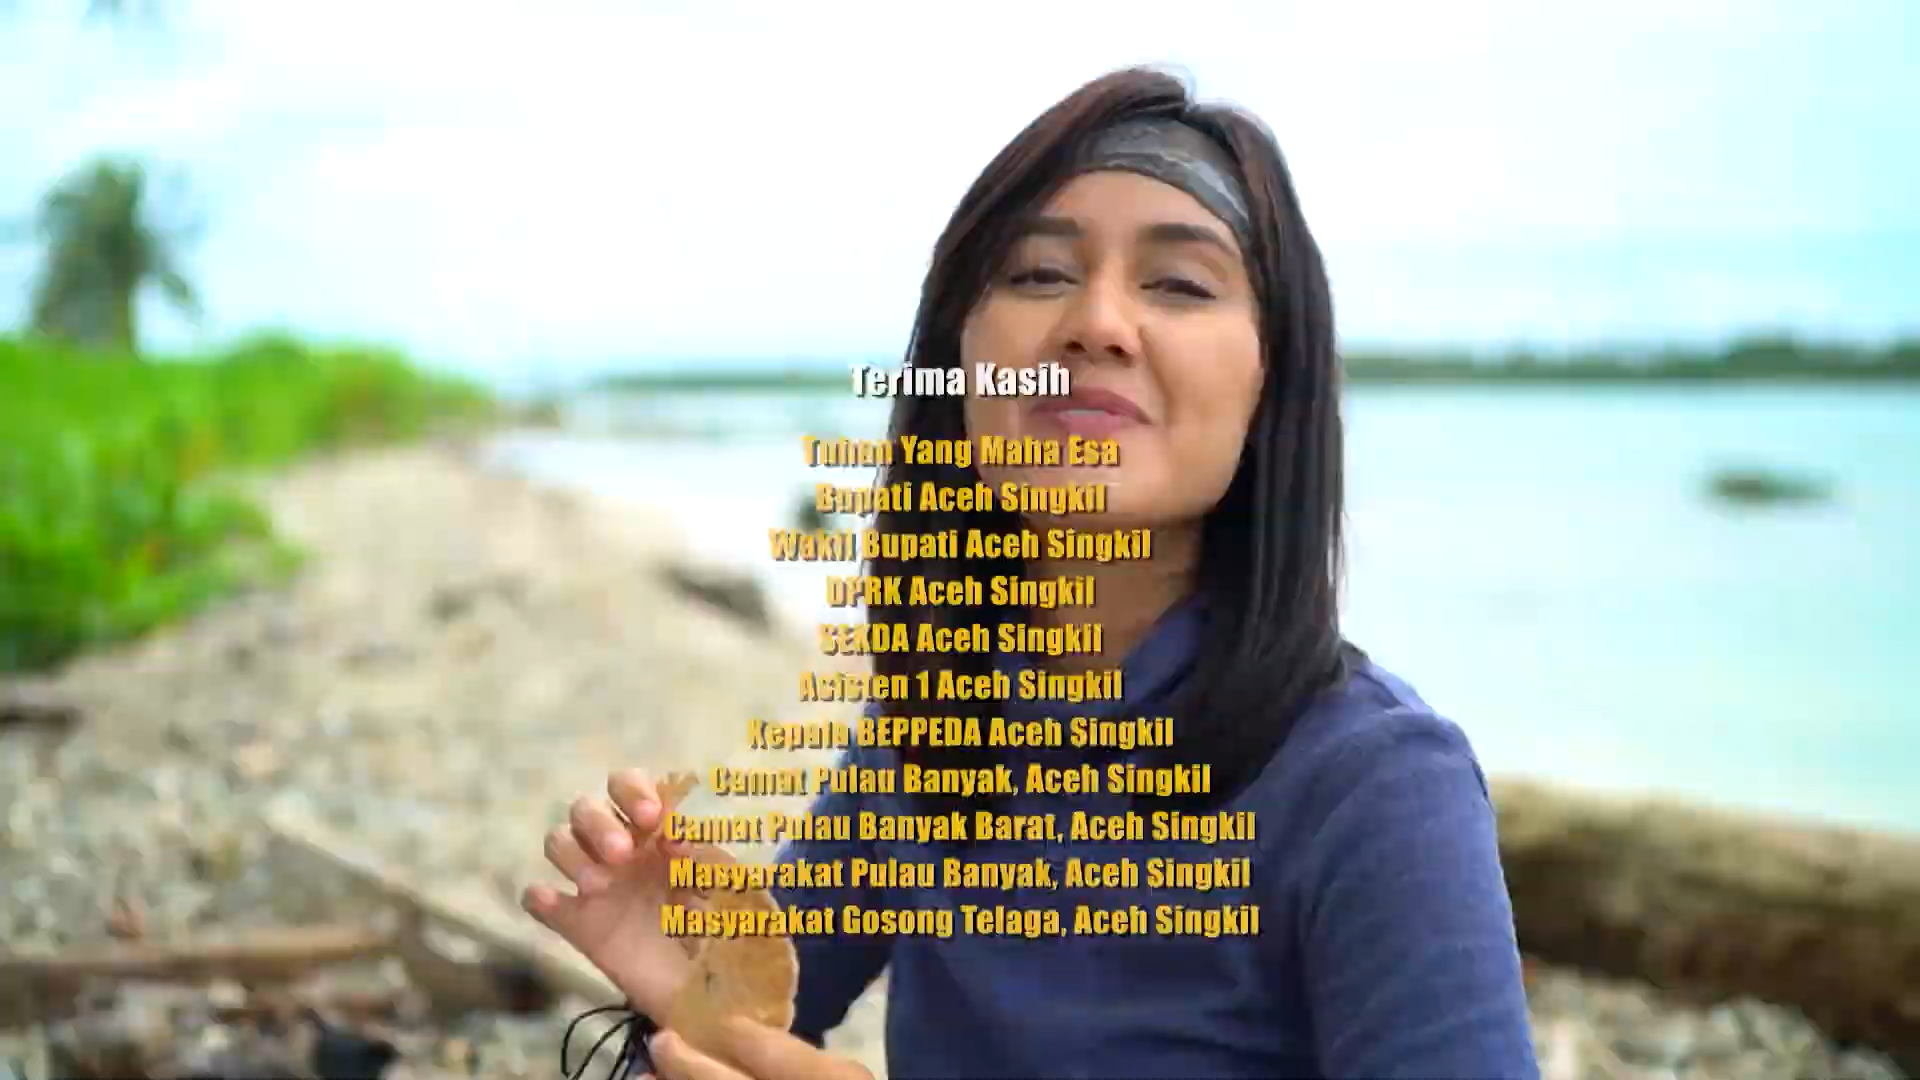 Terima Kasih
Tuhan Yang Maha Esa
Bupati Aceh Singkil
Wakil Bupati Aceh Singkil
DPRK Aceh Singkil
SEKDA Aceh Singkil
Asisten 1 Aceh Singkil
Kepala BEPPEDA Aceh Singkil
Camat Pulau Banyak, Aceh Singkil
Camat Pulau Banyak Barat, Aceh Singkil
Masyarakat Pulau Banyak, Aceh Singkil
Masyarakat Gosong Telaga, Aceh Singkil